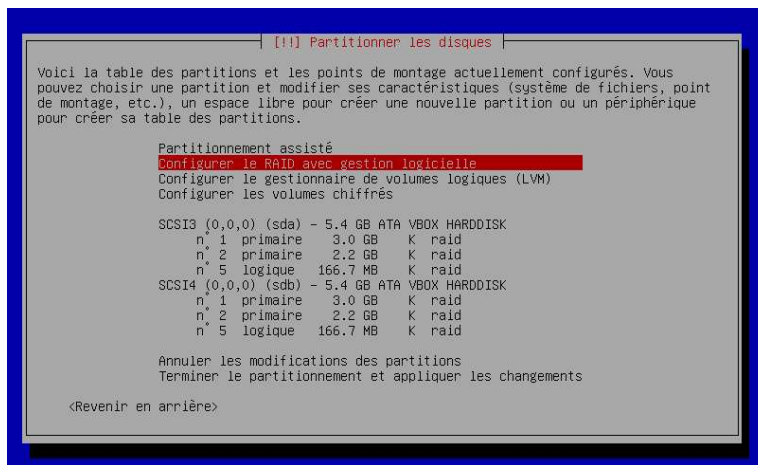 [!!] Partitionner les disques
Voici la table des partitions et les points de montage actuellement configurés. Vous
pouvez choisir une partition et modifier ses caractéristiques (système de fichiers, point
de montage, etc.), un espace libre pour créer une nouvelle partition ou un périphérique
pour créer sa table des partitions.
Partitionnement assisté
Configurer le RAID avec gestion logicielle
Configurer le gestionnaire de volumes logiques (LVM)
Configurer les volumes chiffrés
SCSI3 (0,0,0) (sda) - 5.4 GB ATA VBOX HARDDISK
n° 1 primaire 3.0 GB K raid
n° 2 primaire 2.2 GB K raid
n° 5 logique 166.7 MB K raid
SCSI4 (0,0,0) (sdb) - 5.4 GB ATA VBOX HARDDISK
n° 1 primaire 3.0 GB K raid
n° 2 primaire 2.2 GB K raid
n° 5 logique 166.7 MB K raid
Annuler les modifications des partitions
Terminer le partitionnement et appliquer les changements
<Revenir en arrière>